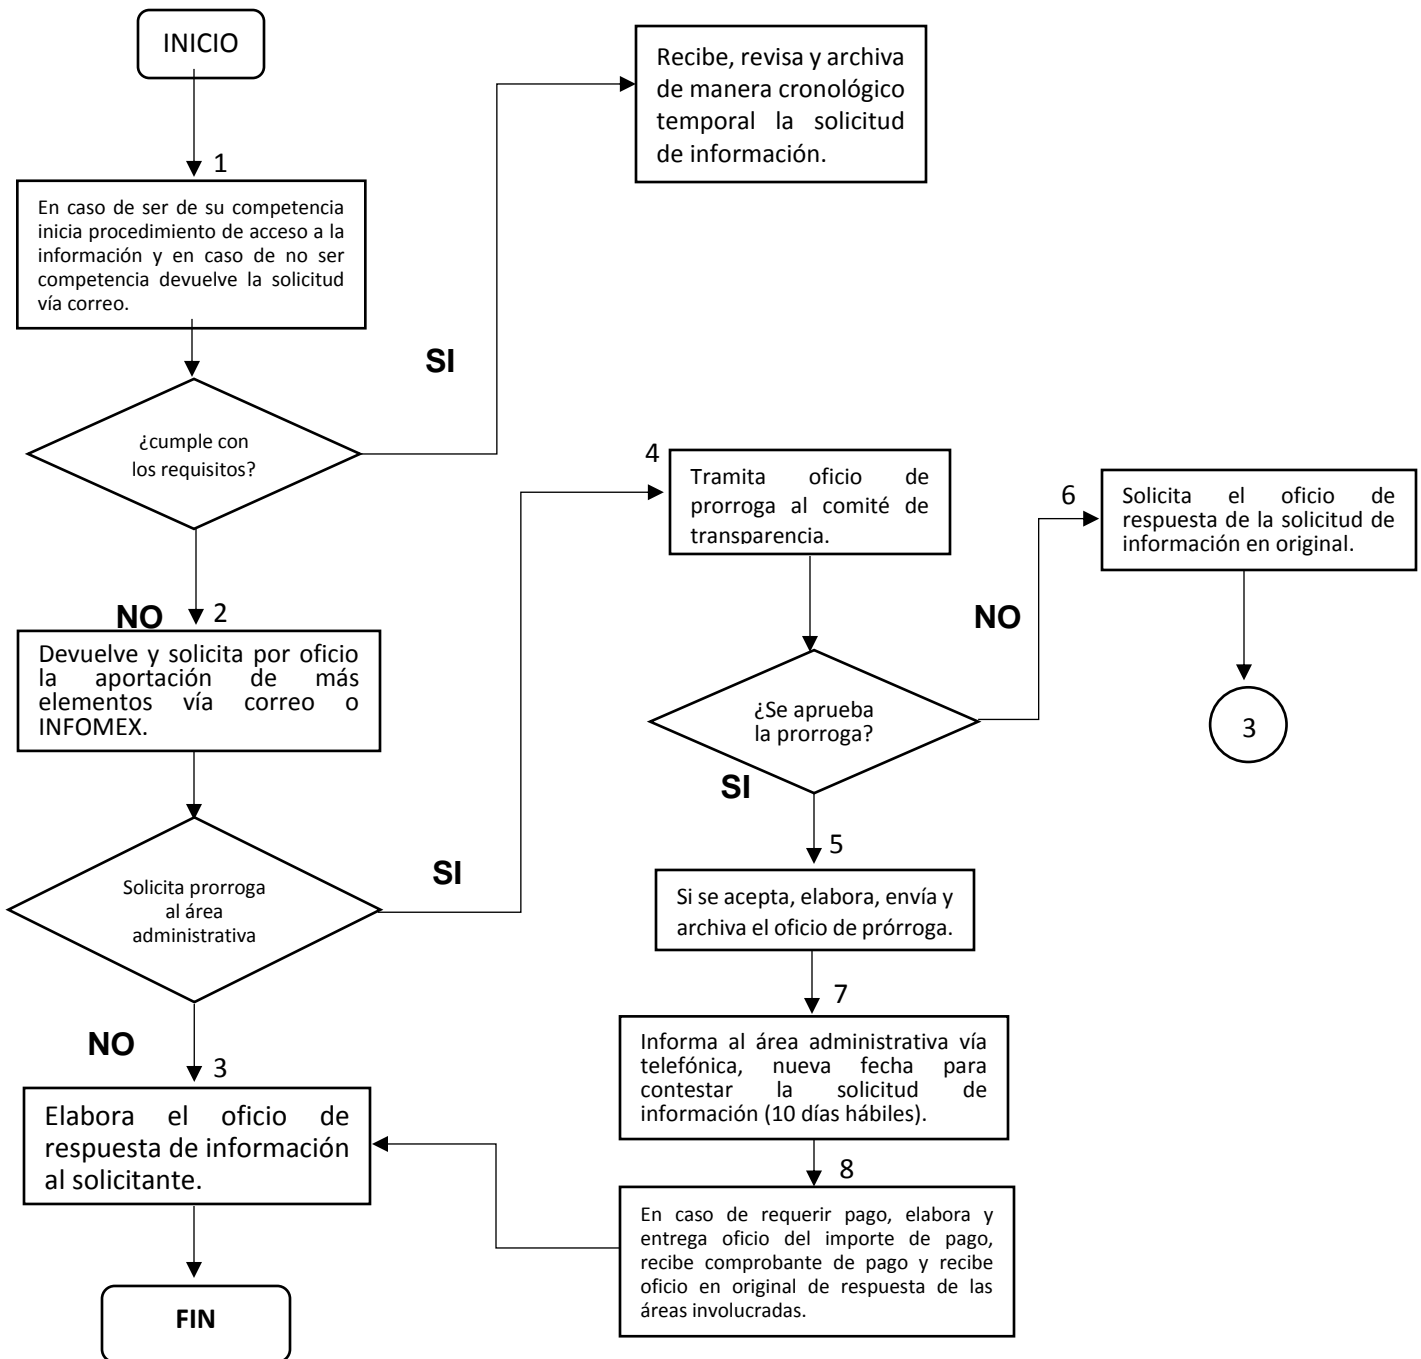 INICIO
Recibe, revisa y archiva
de manera cronológico
temporal la solicitud
de información.
1
En caso de ser de su competencia
inicia procedimiento de acceso a la
información y en caso de no ser
competencia devuelve la solicitud
vía correo.
SI
¿cumple con
los requisitos?
NO
2
Devuelve y solicita por oficio
la aportación de más
elementos vía correo o
INFOMEX.
Solicita prorroga
al área
administrativa
SI
NO
3
Elabora el oficio de
respuesta de información
al solicitante.
FIN
4
Tramita oficio de
prorroga al comité de
transparencia.
¿Se aprueba
la prorroga?
NO
6
Solicita el oficio de
respuesta de la solicitud de
información en original.
3
SI
5
Si se acepta, elabora, envía y
archiva el oficio de prórroga.
7
Informa al área administrativa vía
telefónica, nueva fecha para
contestar la solicitud de
información (10 días hábiles).
8
En caso de requerir pago, elabora y
entrega oficio del importe de pago,
recibe comprobante de pago y recibe
oficio en original de respuesta de las
áreas involucradas.